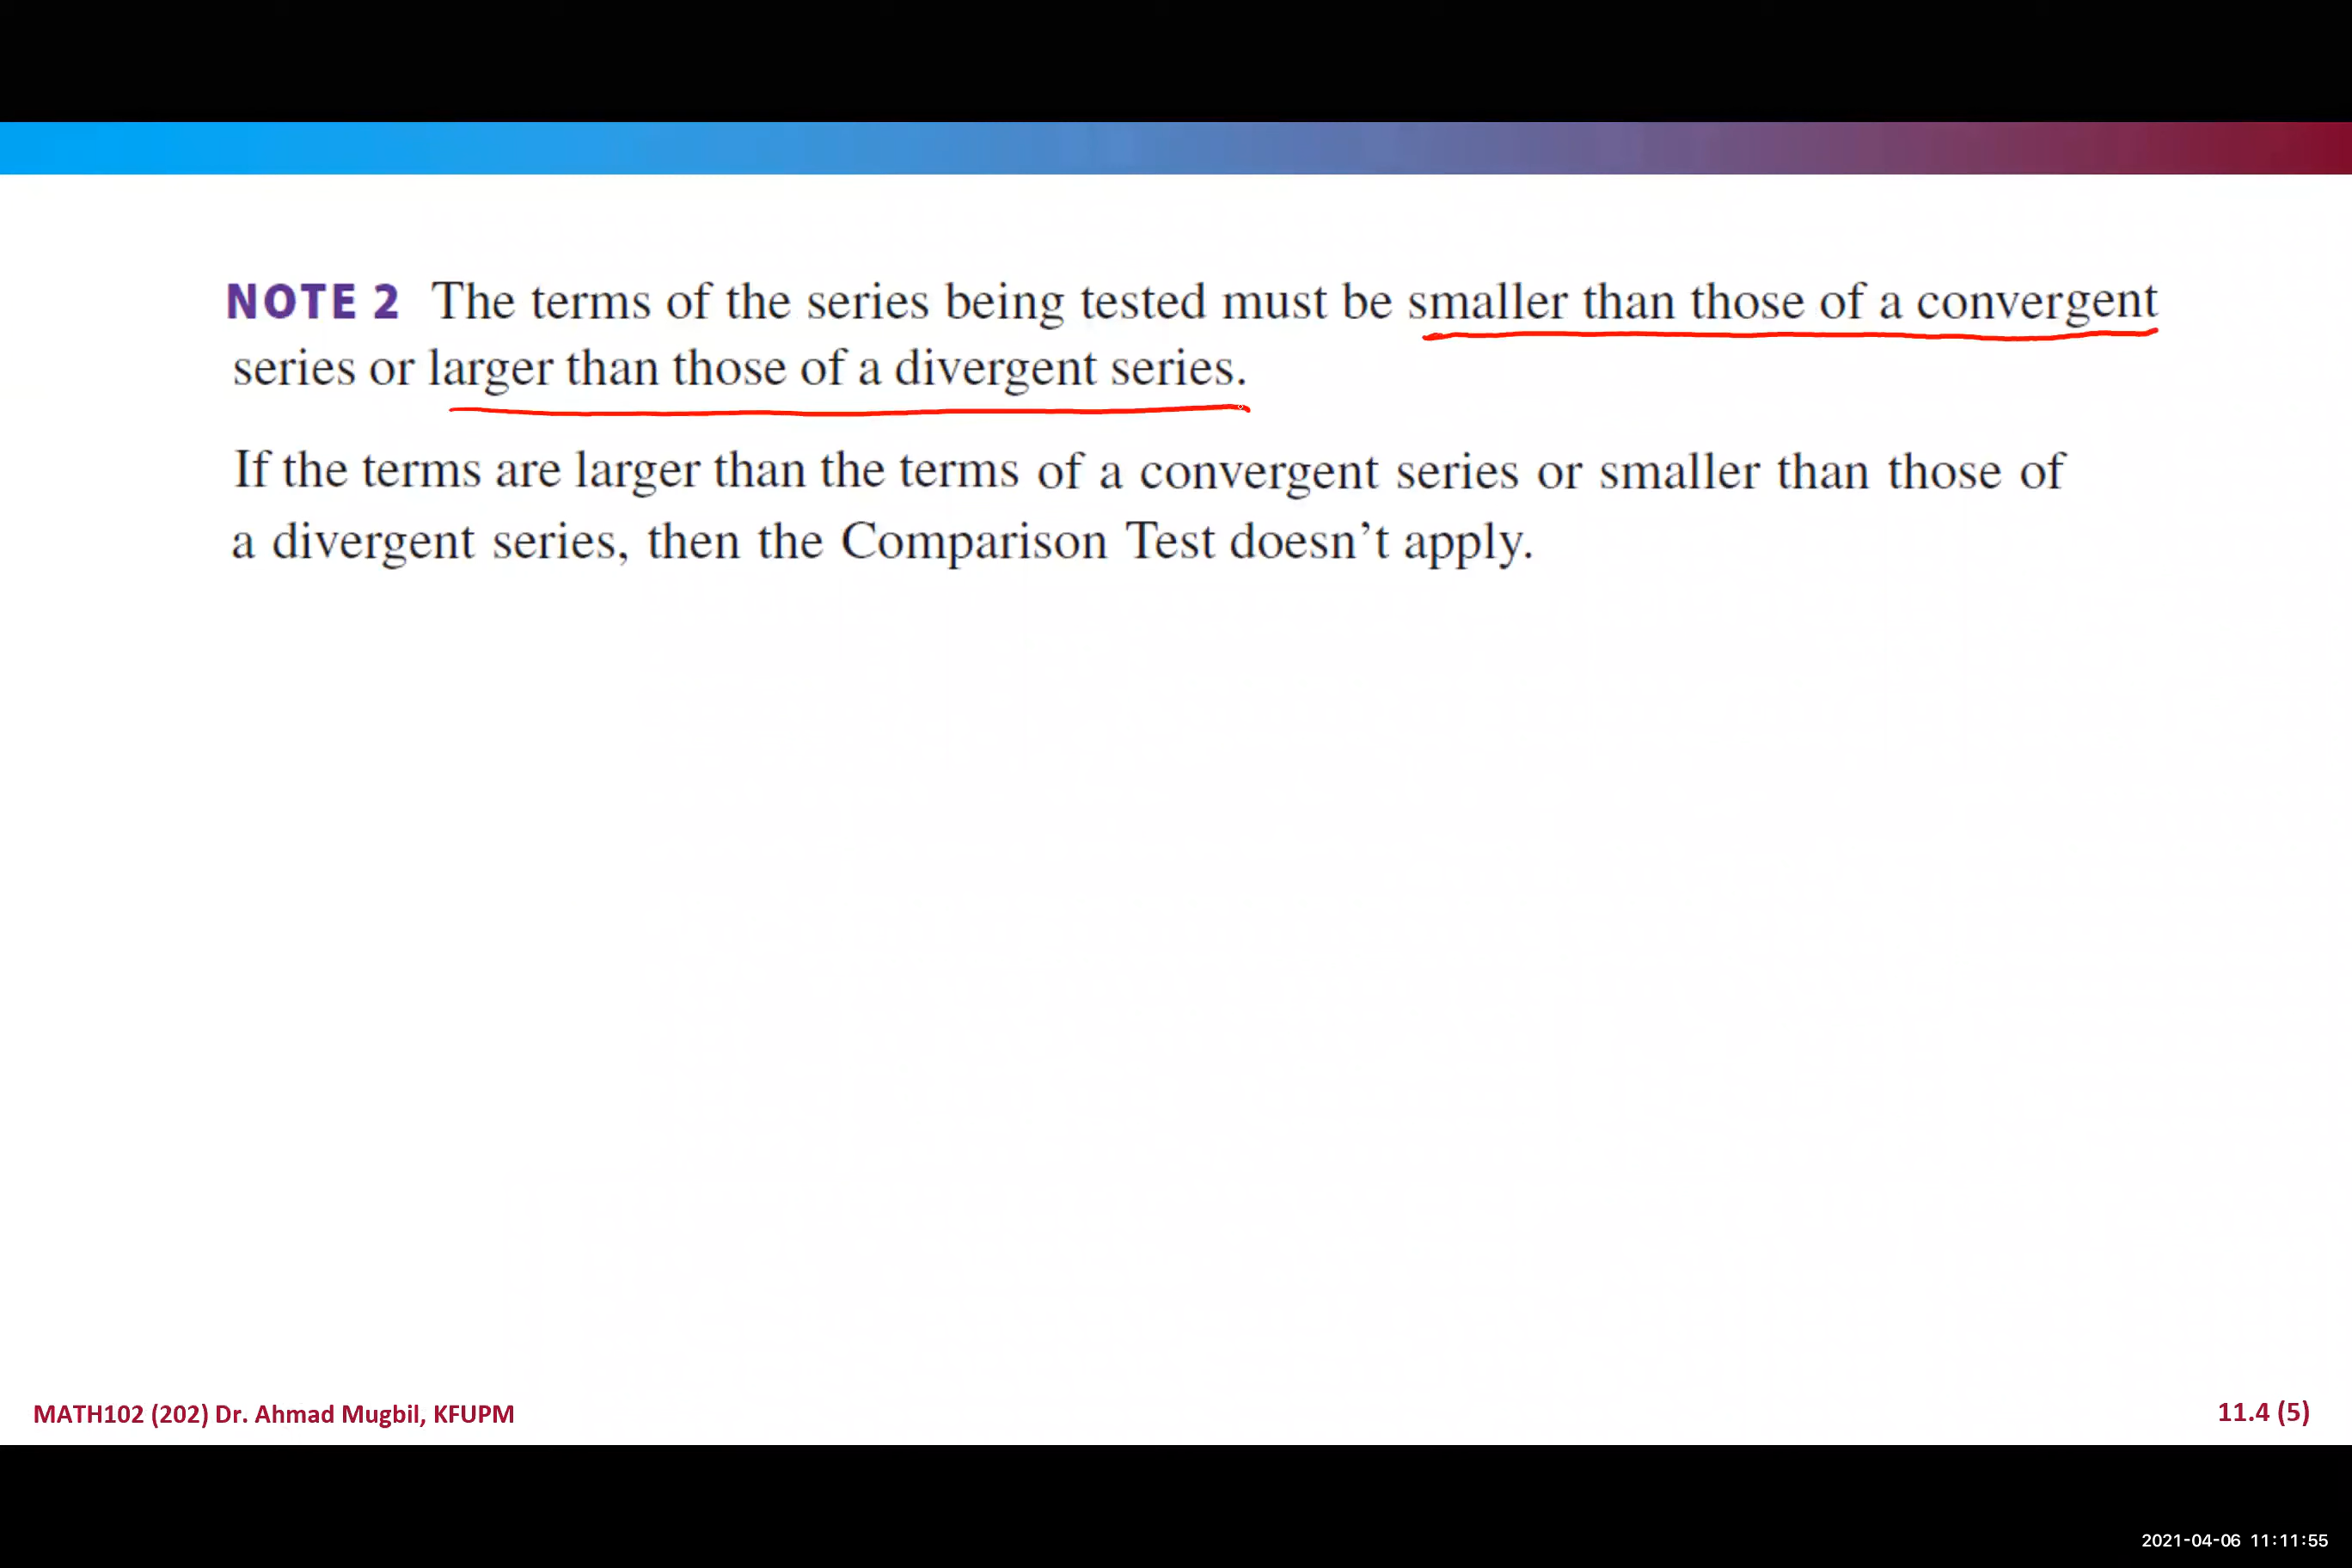 NOTE 2 The terms of the series being tested must be smaller than those of a convergent
series or larger than those of a divergent series.
If the terms are larger than the terms of a convergent series or smaller than those of
a divergent series, then the Comparison Test doesn’t apply.
MATH102 (202) Dr. Ahmad Mugbil, KFUPM
11.4 (5)
2021-04-06 11:11:55